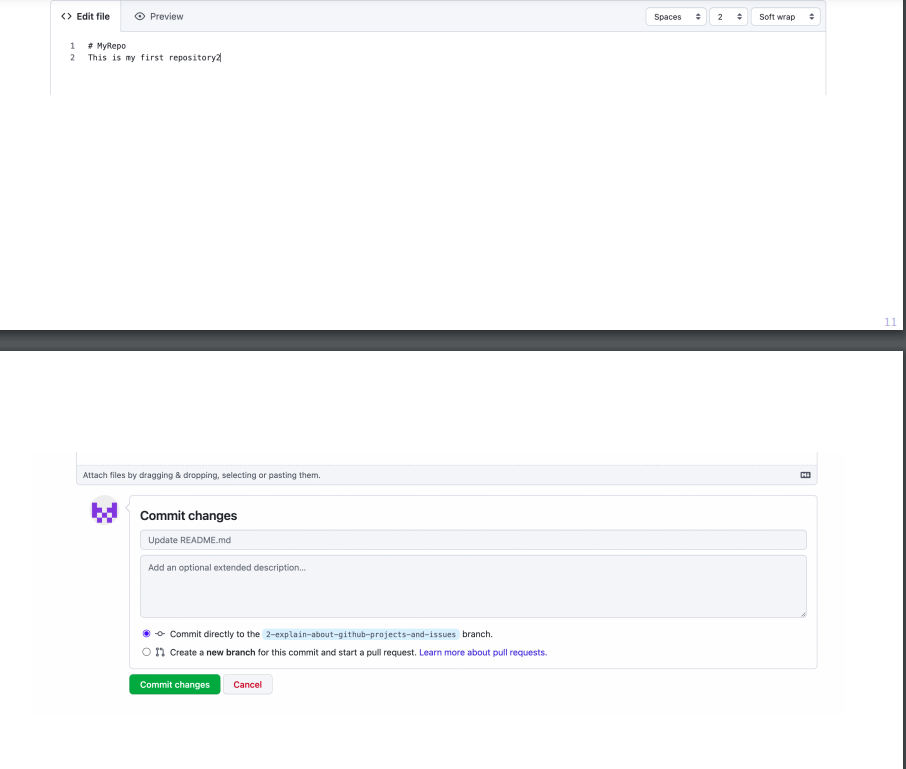 <> Edit file Preview Spaces 2 Soft wrap
1 # MyRepo
2 This is my first repository2
11
Attach files by dragging & dropping, selecting or pasting them.
Commit changes
Update README.md
Add an optional extended description...
Commit directly to the 2-explain-about-github-projects-and-issues branch.
Create a new branch for this commit and start a pull request. Learn more about pull requests.
Commit changes Cancel